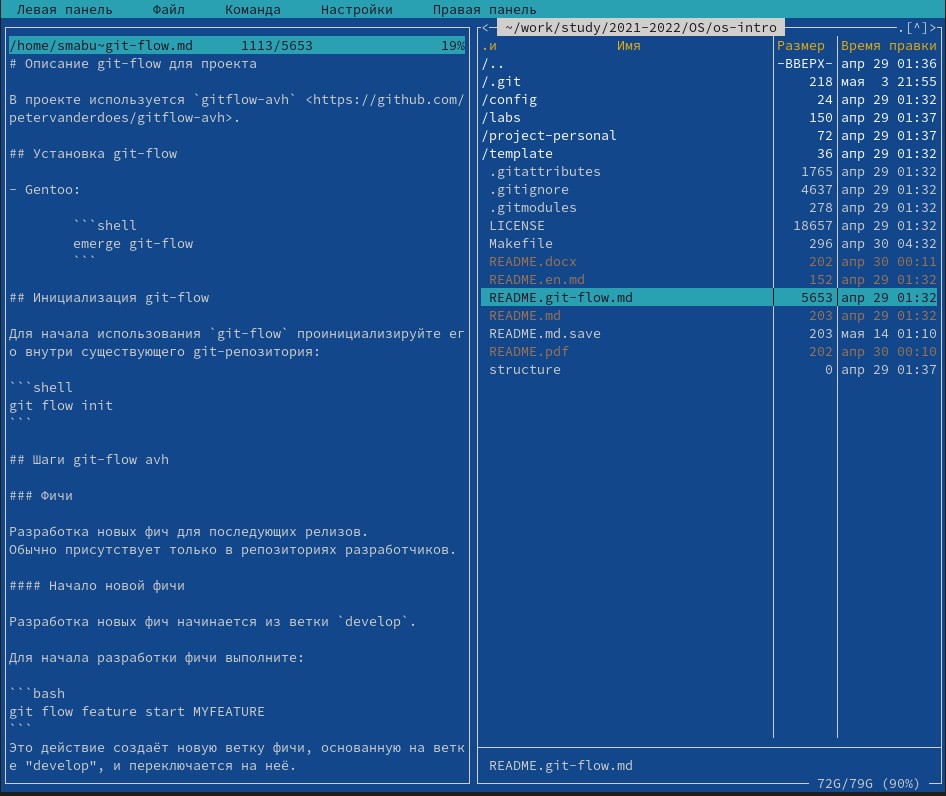 Левая панель Файл Команда Настройки Правая панель
/home/smabu~git-flow.md 1113/5653 19%
# Описание git-flow для проекта
В проекте используется `gitflow-avh` <https://github.com/
petervanderdoes/gitflow-avh>.
## Установка git-flow
- Gentoo:
```shell
emerge git-flow
```
## Инициализация git-flow
Для начала использования `git-flow` проинициализируйте ег
о внутри существующего git-репозитория:
```shell
git flow init
```
## Шаги git-flow avh
### Фичи
Разработка новых фич для последующих релизов.
Обычно присутствует только в репозиториях разработчиков.
#### Начало новой фичи
Разработка новых фич начинается из ветки `develop`.
Для начала разработки фичи выполните:
```bash
git flow feature start MYFEATURE
```
Это действие создаёт новую ветку фичи, основанную на ветк
е "develop", и переключается на неё.
<- ~/work/study/2021-2022/OS/os-intro .[^]>
.и Имя Размер Время правки
/.. -ВВЕРХ- апр 29 01:36
/.git 218 мая 3 21:55
/config 24 апр 29 01:32
/labs 150 апр 29 01:37
/project-personal 72 апр 29 01:37
/template 36 апр 29 01:32
.gitattributes 1765 апр 29 01:32
.gitignore 4637 апр 29 01:32
.gitmodules 278 апр 29 01:32
LICENSE 18657 апр 29 01:32
Makefile 296 апр 30 04:32
README.docx 202 апр 30 00:11
README.en.md 152 апр 29 01:32
README.git-flow.md 5653 апр 29 01:32
README.md 203 апр 29 01:32
README.md.save 203 мая 14 01:10
README.pdf 202 апр 30 00:10
structure 0 апр 29 01:37
README.git-flow.md
72G/79G (90%)